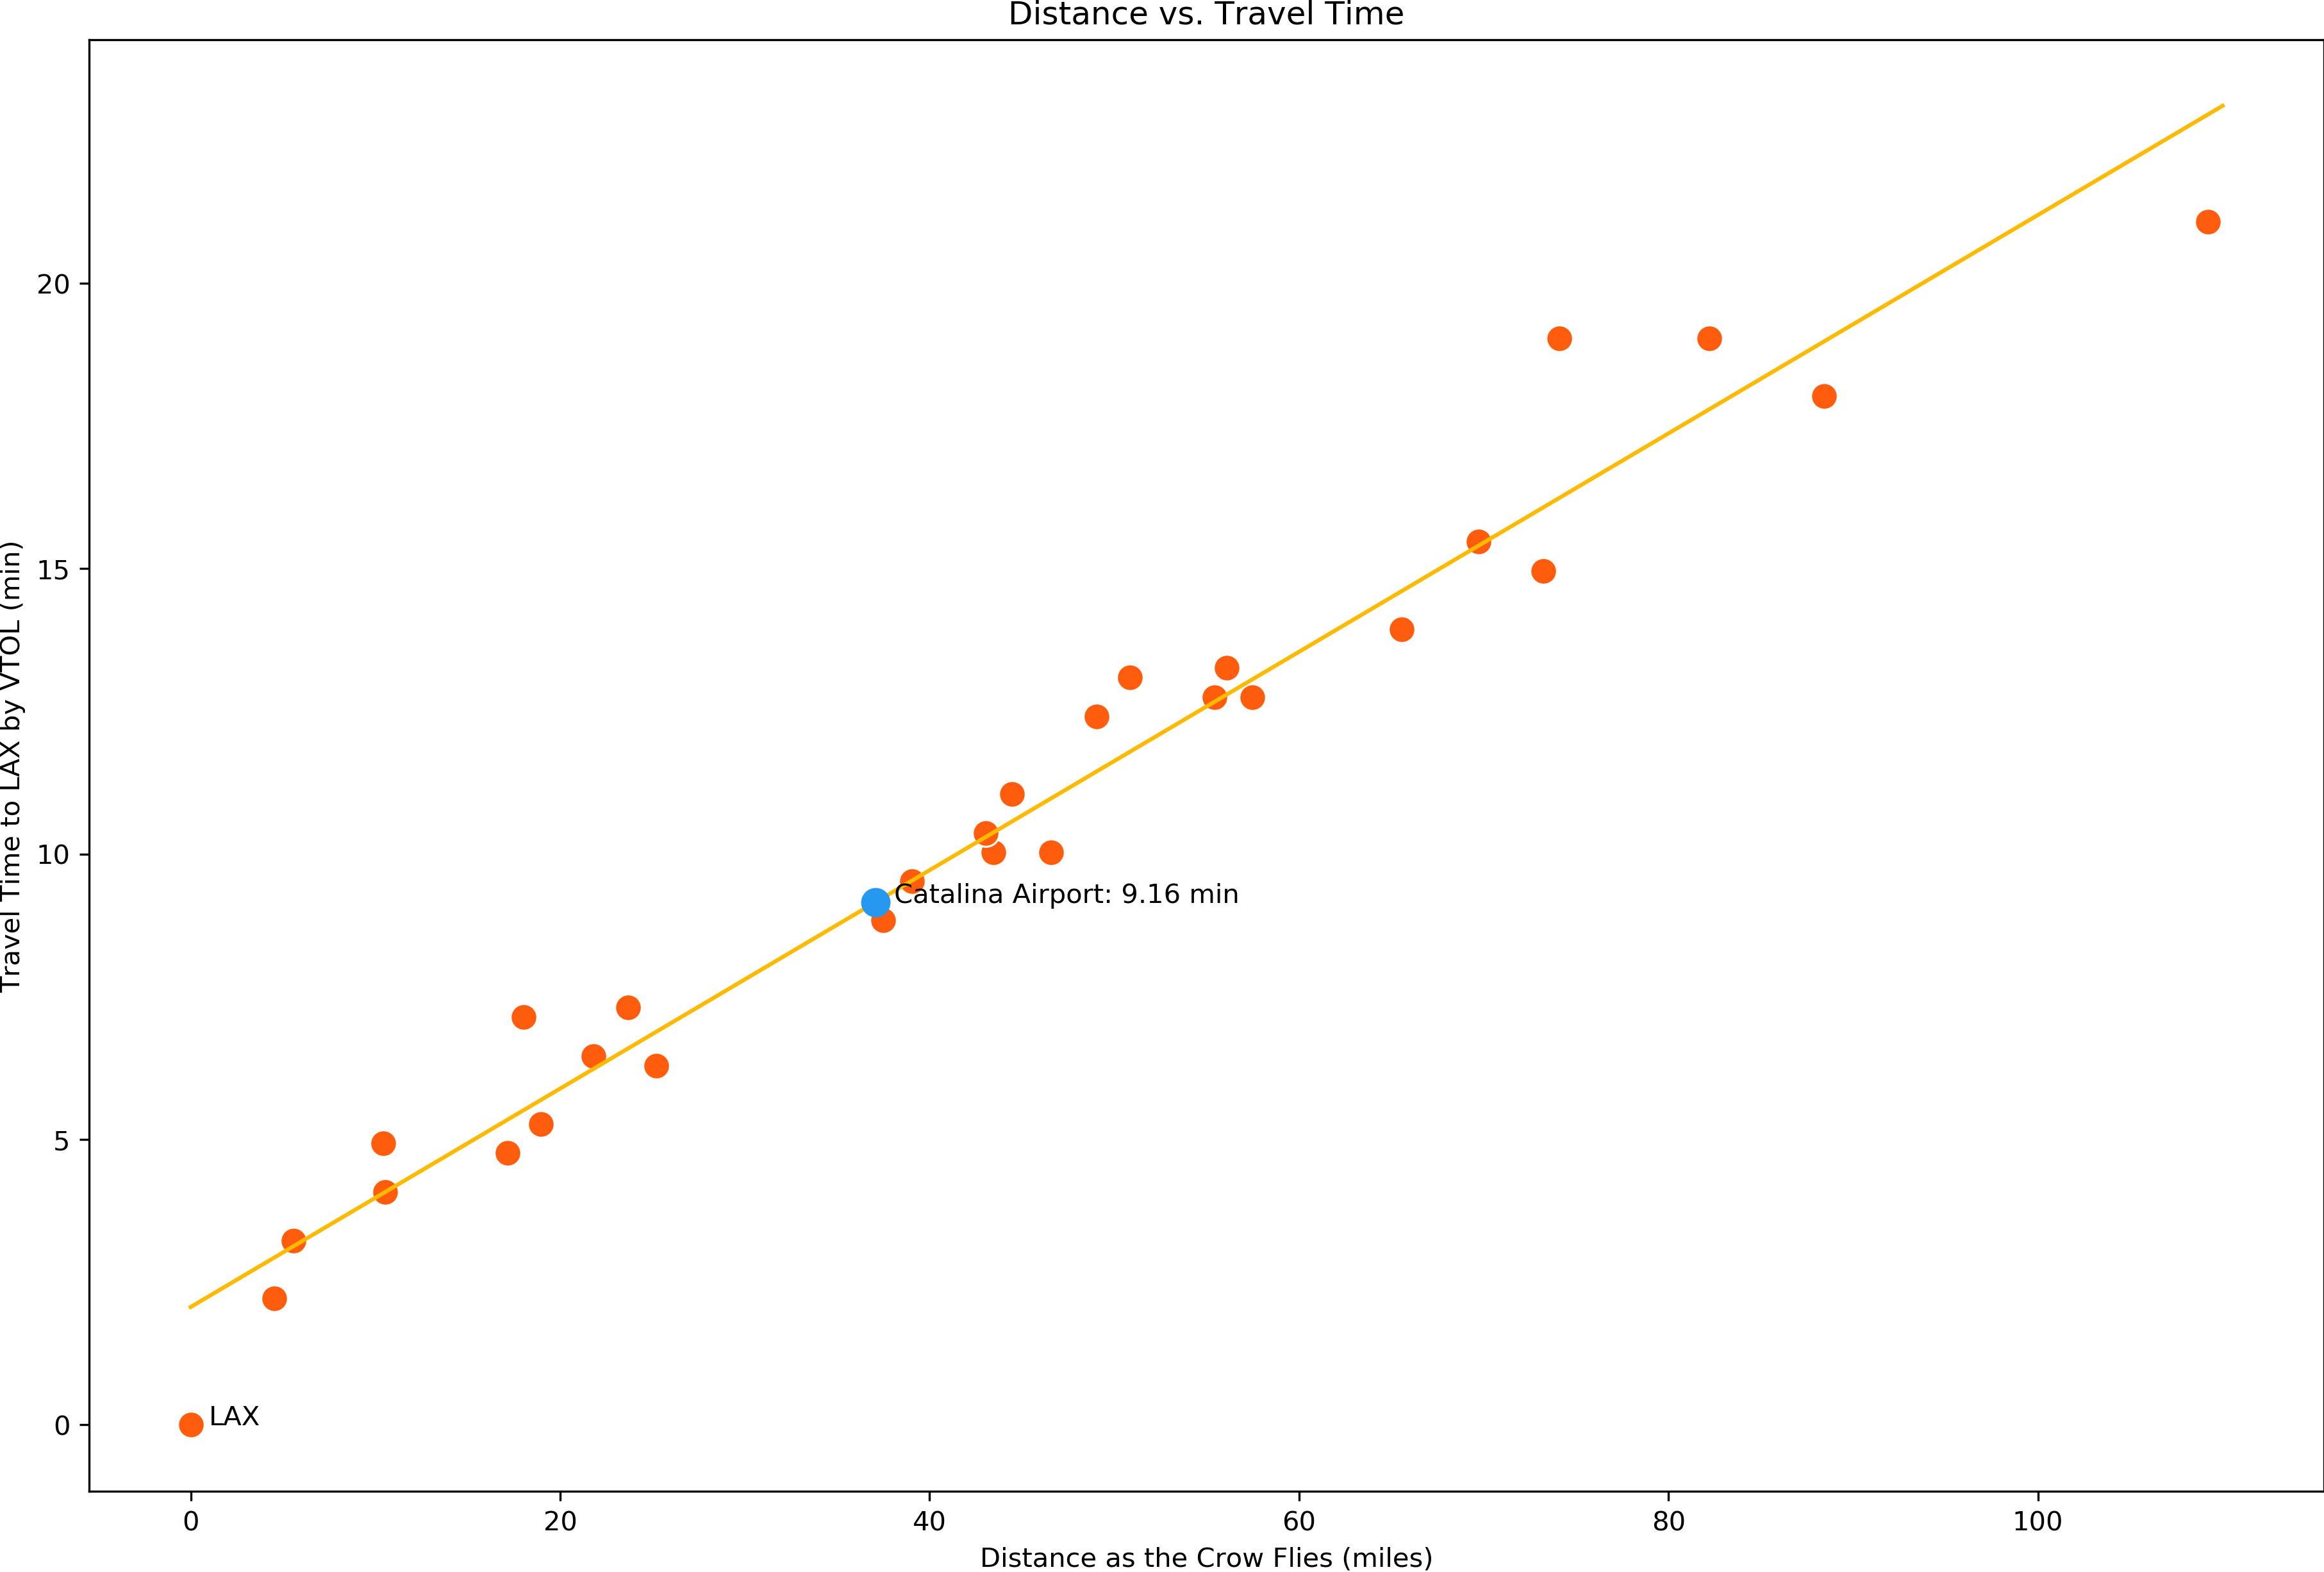 Distance vs. Travel Time
Travel Time to LAX by VTOL (min)
20
15
10
5
0
Catalina Airport: 9.16 min
LAX
0 20 40 60 80 100
Distance as the Crow Flies (miles)